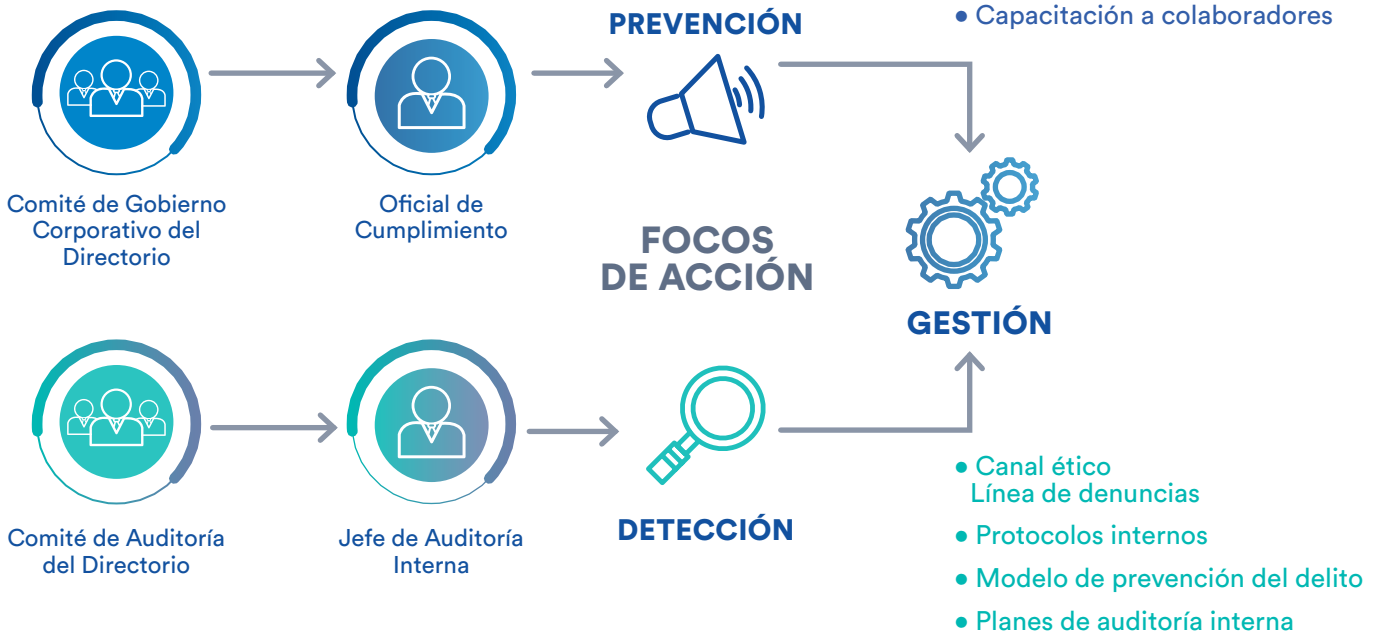 PREVENCIÓN
• Capacitación a colaboradores
Comité de Gobierno
Corporativo del
Directorio
Oficial de
Cumplimiento
FOCOS
DE ACCIÓN
GESTIÓN
Comité de Auditoría
del Directorio
Jefe de Auditoría
Interna
DETECCIÓN
• Canal ético
Línea de denuncias
• Protocolos internos
• Modelo de prevención del delito
• Planes de auditoría interna